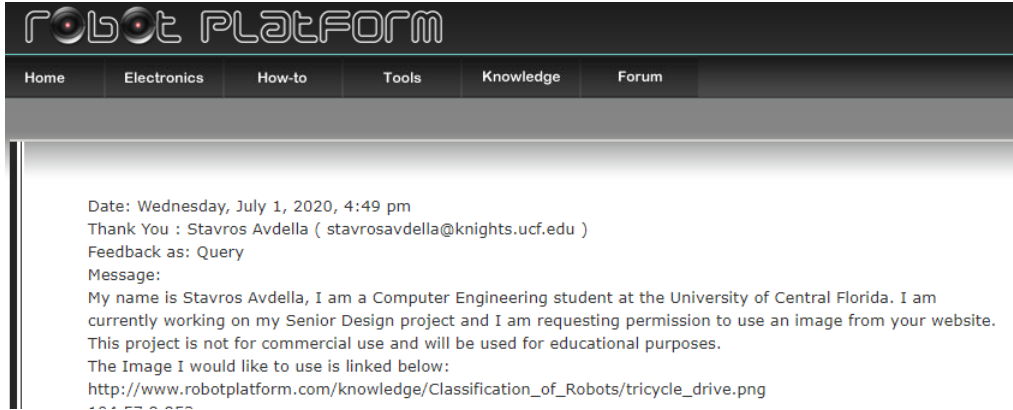 robot platform
Home Electronics How-to Tools Knowledge Forum
Date: Wednesday, July 1, 2020, 4:49 pm
Thank You : Stavros Avdella ( stavrosavdella@knights.ucf.edu )
Feedback as: Query
Message:
My name is Stavros Avdella, I am a Computer Engineering student at the University of Central Florida. I am
currently working on my Senior Design project and I am requesting permission to use an image from your website.
This project is not for commercial use and will be used for educational purposes.
The Image I would like to use is linked below:
http://www.robotplatform.com/knowledge/Classification_of_Robots/tricycle_drive.png